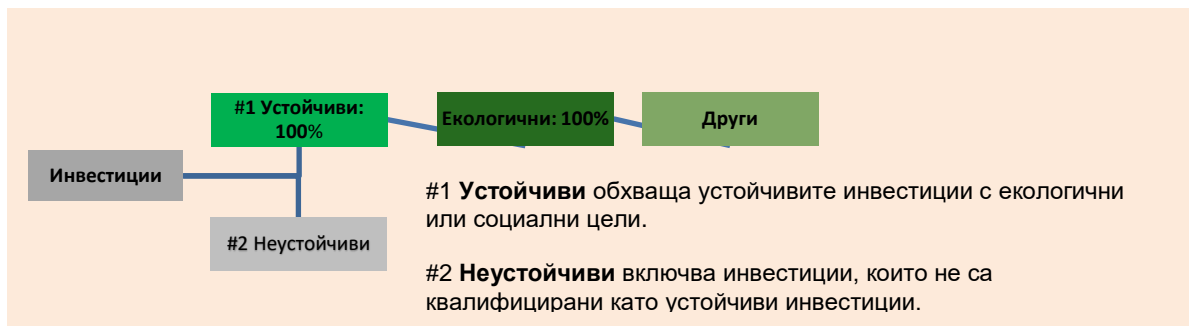 #1 Устойчиви:
100%
Екологични: 100%
Други
Инвестиции
#2 Неустойчиви
#1 Устойчиви обхваща устойчивите инвестиции с екологични
или социални цели.
#2 Неустойчиви включва инвестиции, които не са
квалифицирани като устойчиви инвестиции.